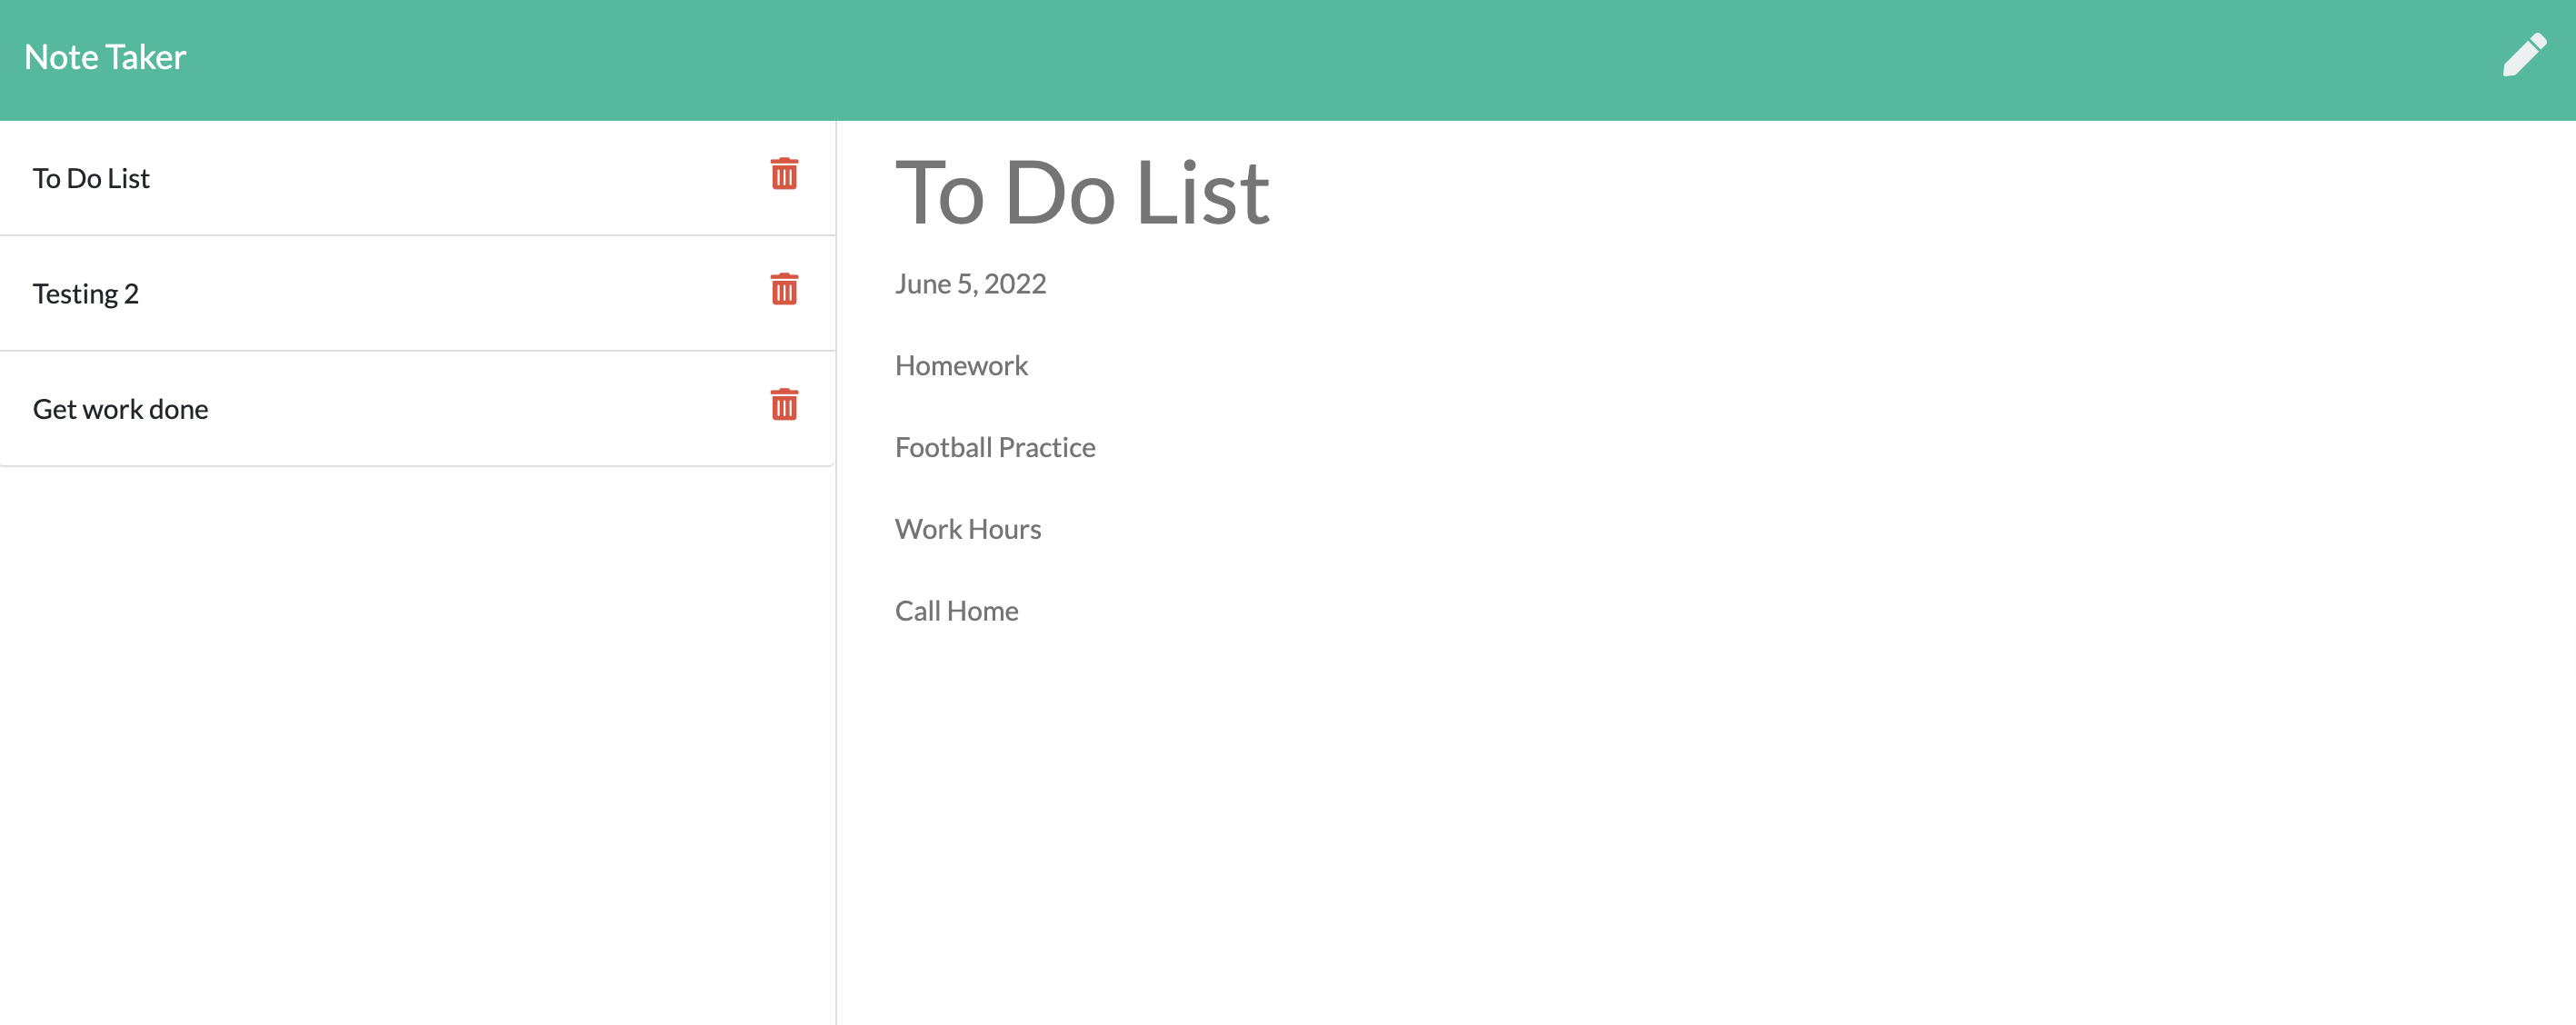 Note Taker
To Do List
Testing 2
Get work done
To Do List
June 5, 2022
Homework
Football Practice
Work Hours
Call Home